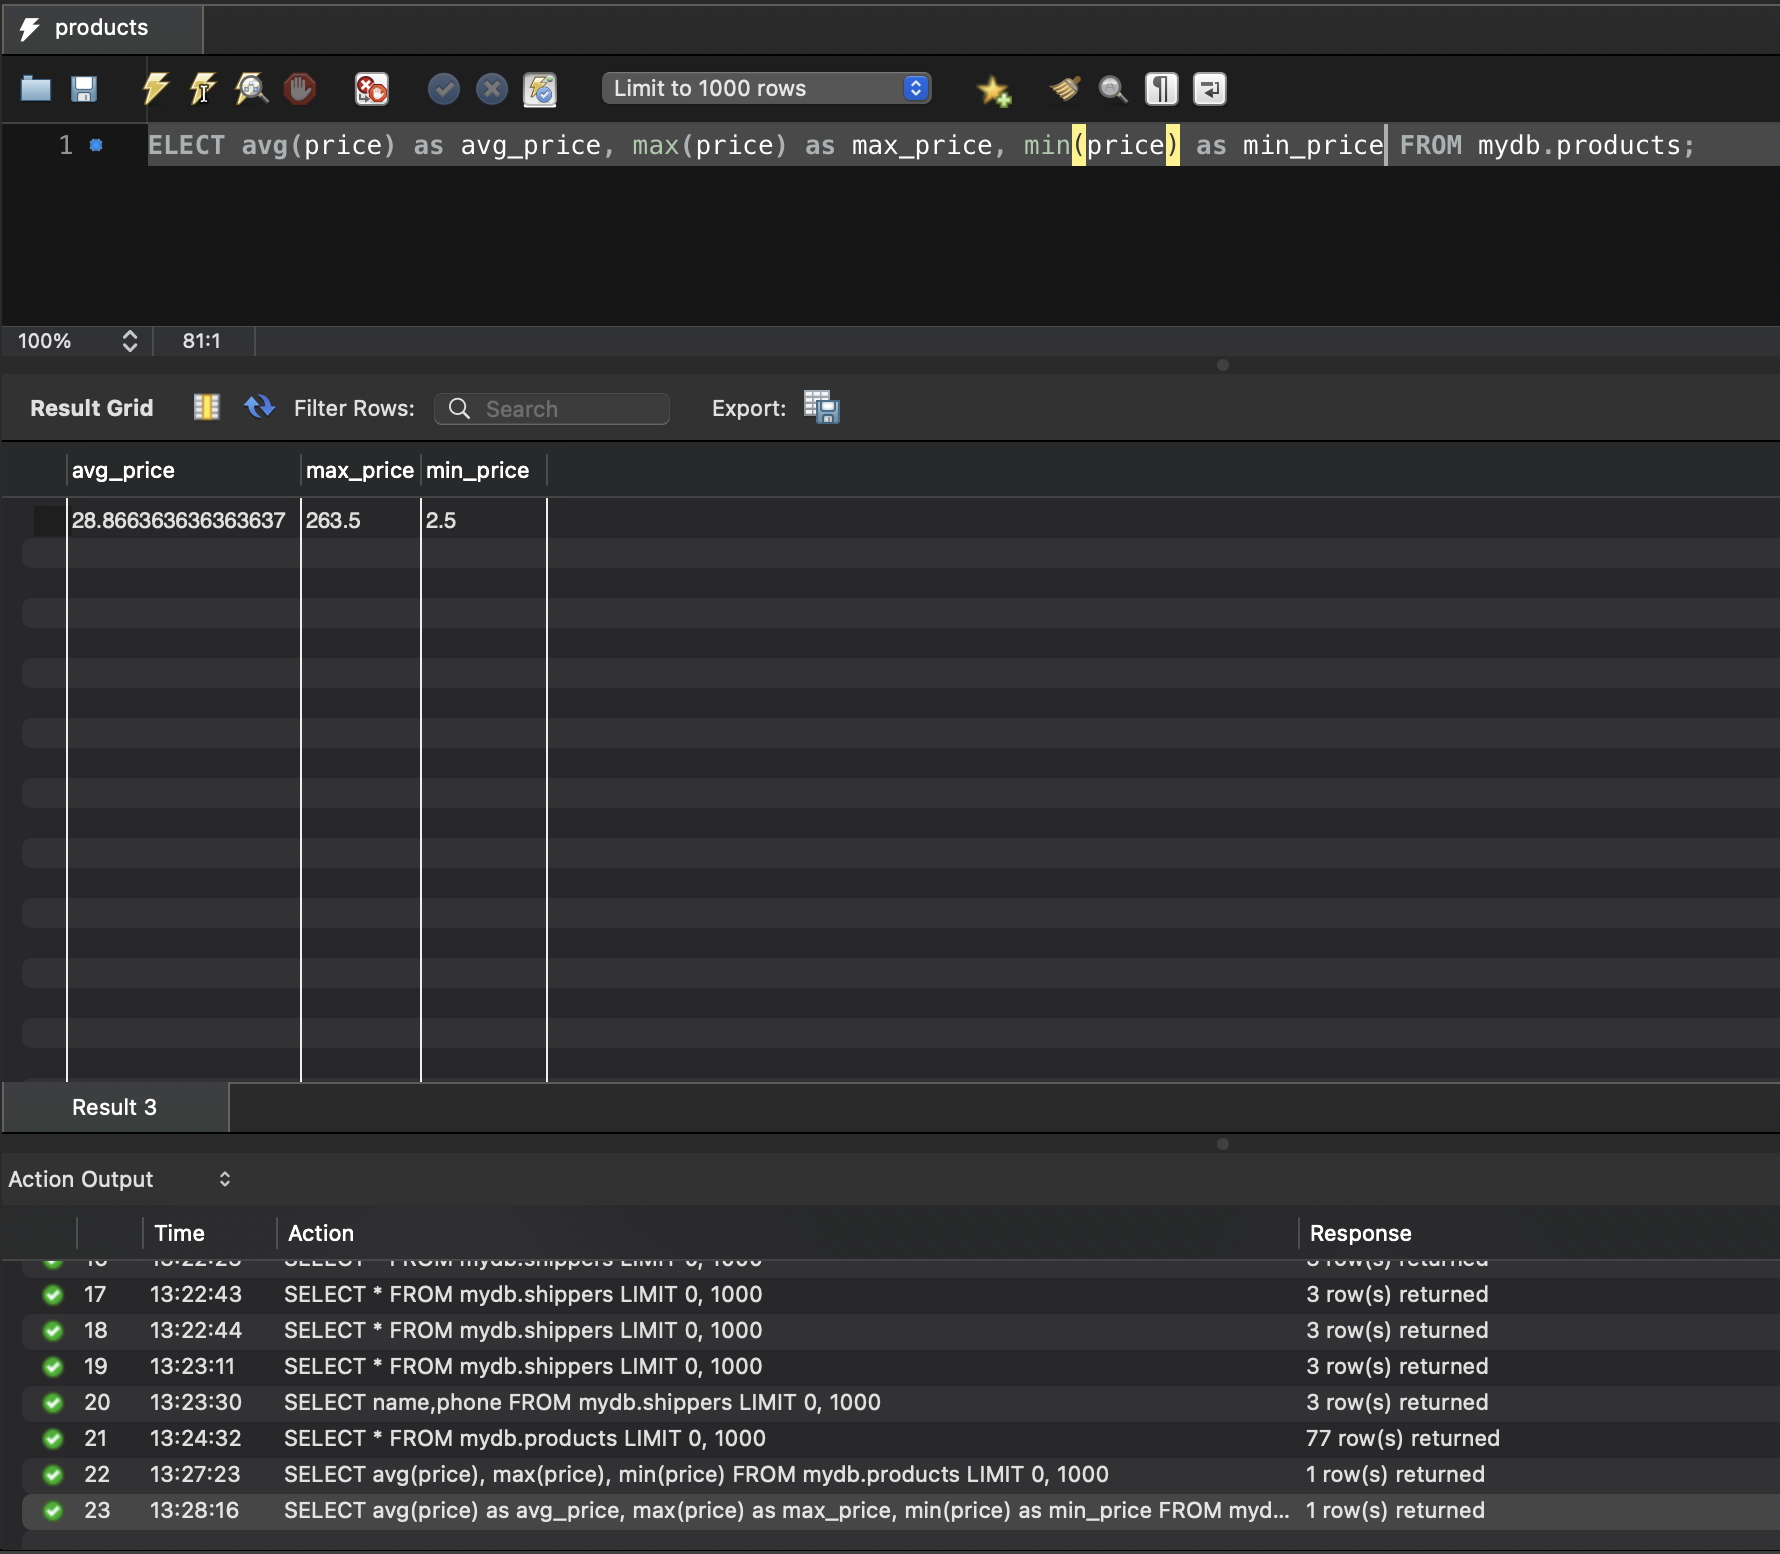 products
Limit to 1000 rows
1 ELECT avg(price) as avg_price, max(price) as max_price, min(price) as min_price FROM mydb.products;
100% 81:1
Result Grid Filter Rows: Search Export:
avg_price max_price min_price
28.866363636363637 263.5 2.5
Result 3
Action Output
Time Action Response
17 13:22:43 SELECT * FROM mydb.shippers LIMIT 0, 1000 3 row(s) returned
18 13:22:44 SELECT * FROM mydb.shippers LIMIT 0, 1000 3 row(s) returned
19 13:23:11 SELECT * FROM mydb.shippers LIMIT 0, 1000 3 row(s) returned
20 13:23:30 SELECT name,phone FROM mydb.shippers LIMIT 0, 1000 3 row(s) returned
21 13:24:32 SELECT * FROM mydb.products LIMIT 0, 1000 77 row(s) returned
22 13:27:23 SELECT avg(price), max(price), min(price) FROM mydb.products LIMIT 0, 1000 1 row(s) returned
23 13:28:16 SELECT avg(price) as avg_price, max(price) as max_price, min(price) as min_price FROM myd... 1 row(s) returned